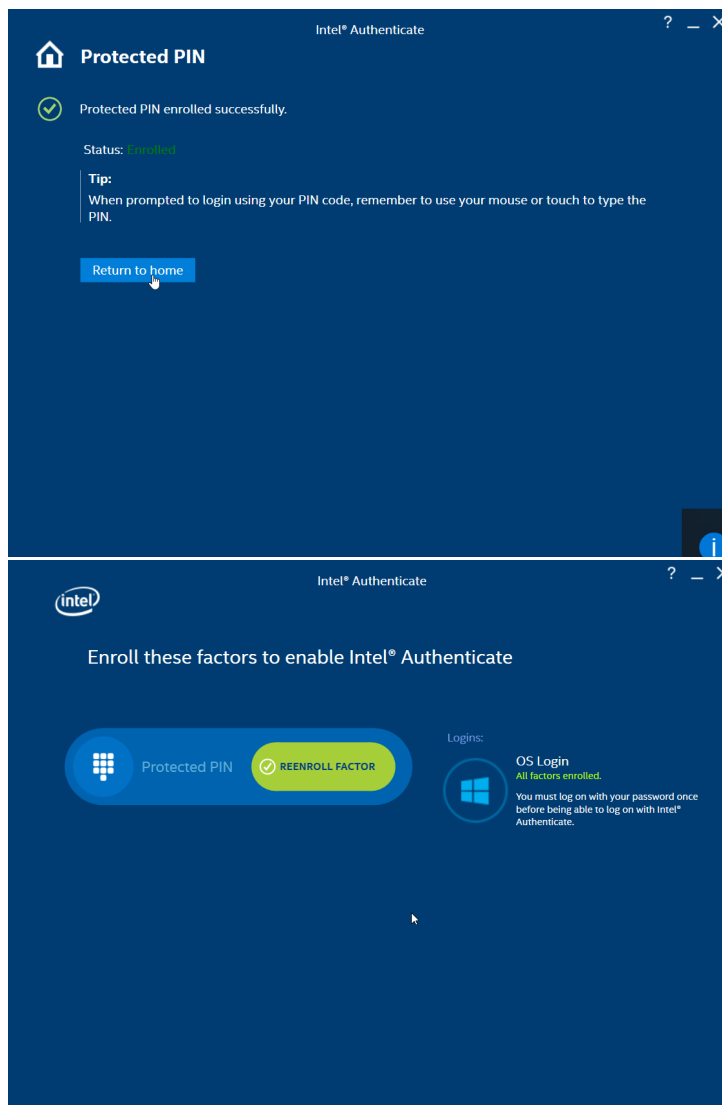 Intel® Authenticate
? _ X
Protected PIN
Protected PIN enrolled successfully.
Status: Enrolled
Tip:
When prompted to login using your PIN code, remember to use your mouse or touch to type the
PIN.
Return to home
i
Intel® Authenticate
? _ X
intel
Enroll these factors to enable Intel® Authenticate
Protected PIN
REENROLL FACTOR
Logins:
OS Login
All factors enrolled.
You must log on with your password once
before being able to log on with Intel®
Authenticate.